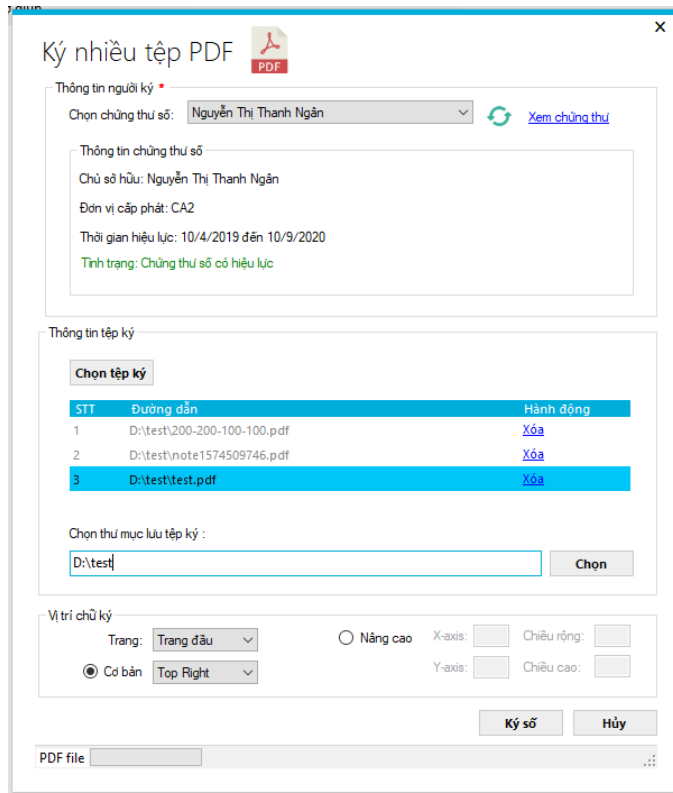 Ký nhiều tệp PDF
PDF
x
Thông tin người ký *
Chọn chứng thư số: Nguyễn Thị Thanh Ngân Xem chứng thư
Thông tin chứng thư số
Chủ sở hữu: Nguyễn Thị Thanh Ngân
Đơn vị cấp phát: CA2
Thời gian hiệu lực: 10/4/2019 đến 10/9/2020
Tình trạng: Chứng thư số có hiệu lực
Thông tin tệp ký
Chọn tệp ký
STT Đường dẫn Hành động
1 D:\test\200-200-100-100.pdf Xóa
2 D:\test\note1574509746.pdf Xóa
3 D:\test\test.pdf Xóa
Chọn thư mục lưu tệp ký :
D:\test Chọn
Vị trí chữ ký
Trang: Trang đầu Nâng cao X-axis: Chiều rộng:
Cơ bản Top Right Y-axis: Chiều cao:
Ký số Hủy
PDF file